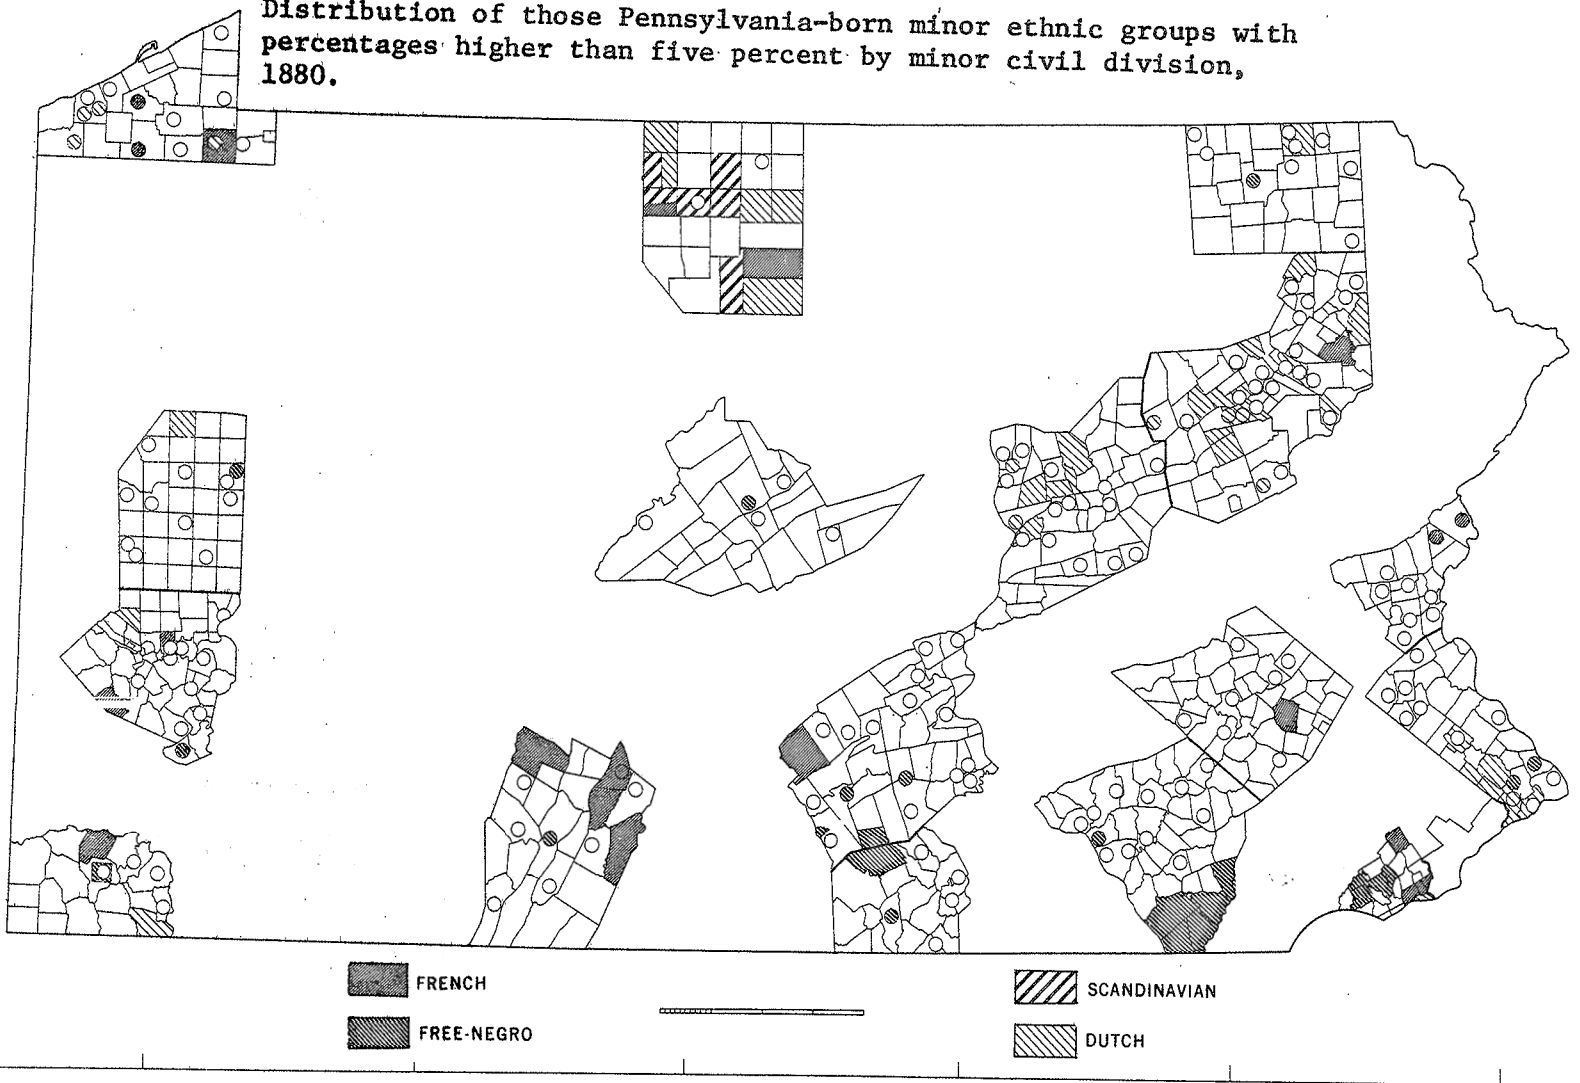 Distribution of those Pennsylvania-born minor ethnic groups with
percentages higher than five percent by minor civil division,
1880.
FRENCH
FREE-NEGRO
SCANDINAVIAN
DUTCH